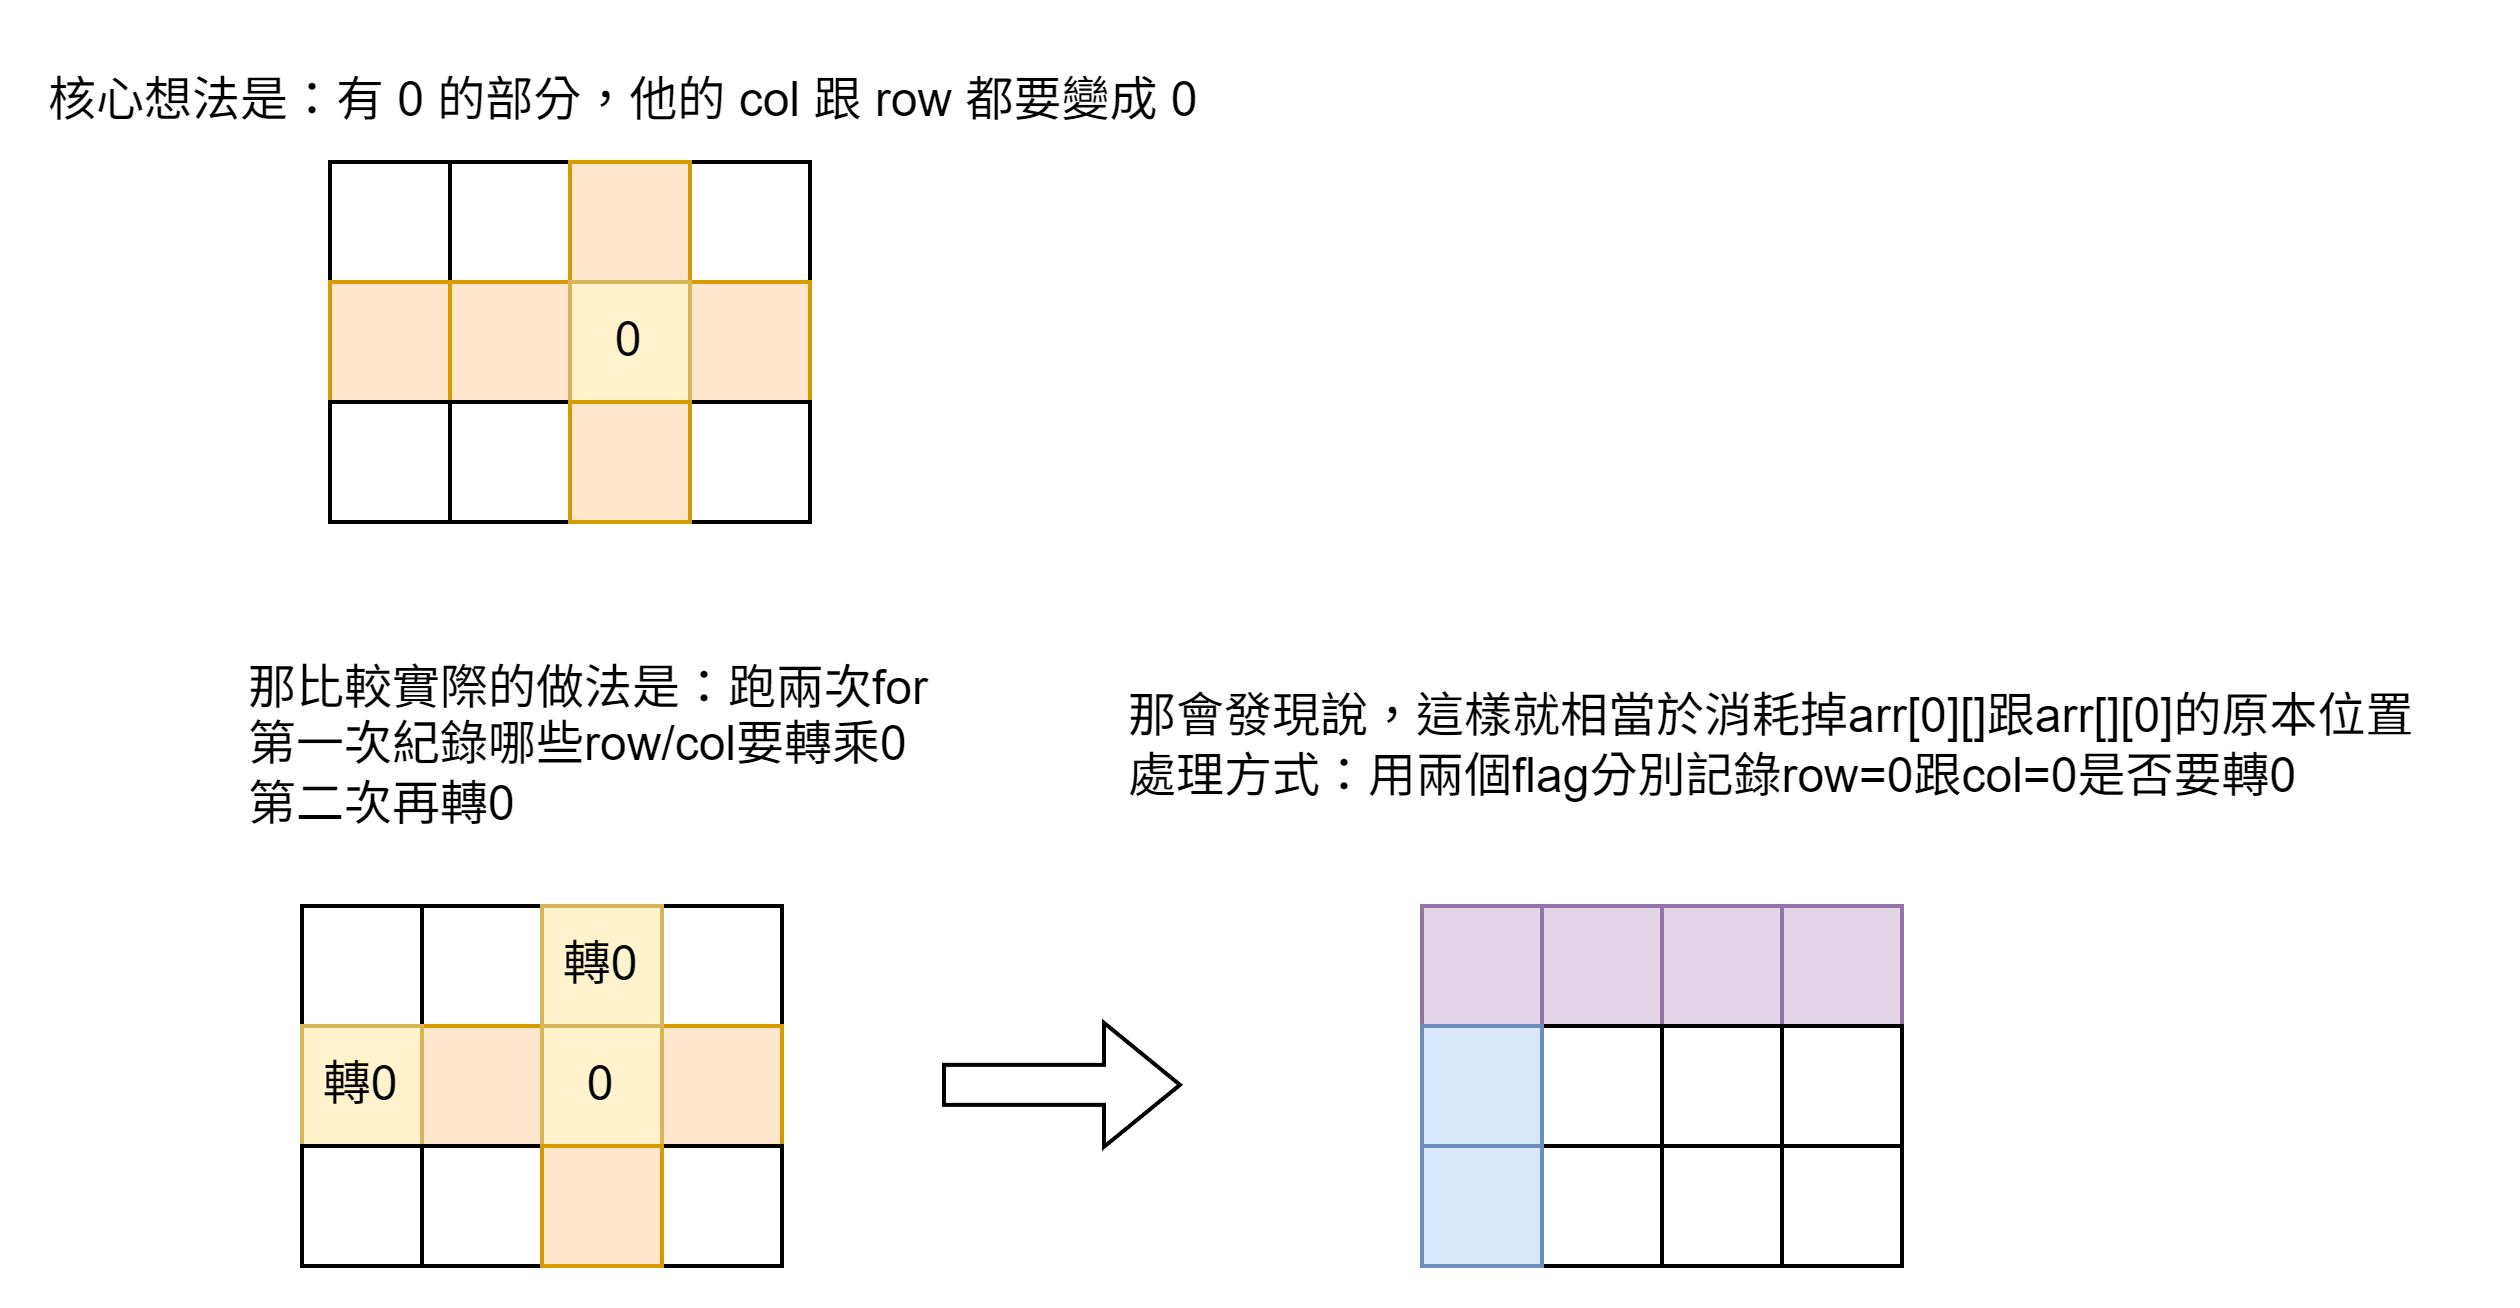 核心想法是：有 0 的部分，他的 col 跟 row 都要變成 0
0
那比較實際的做法是：跑兩次for
第一次紀錄哪些row/col要轉乘0
第二次再轉0
那會發現說，這樣就相當於消耗掉arr[0][]跟arr[][0]的原本位置
處理方式：用兩個flag分別記錄row=0跟col=0是否要轉0
轉0
轉0
0